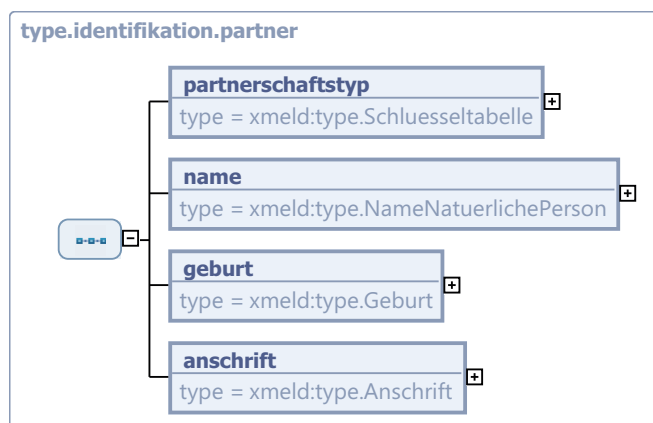 type.identifikation.partner
partnerschaftstyp
type = xmeld:type.Schluesseltabelle
name
type = xmeld:type.NameNatuerlichePerson
geburt
type = xmeld:type.Geburt
anschrift
type = xmeld:type.Anschrift